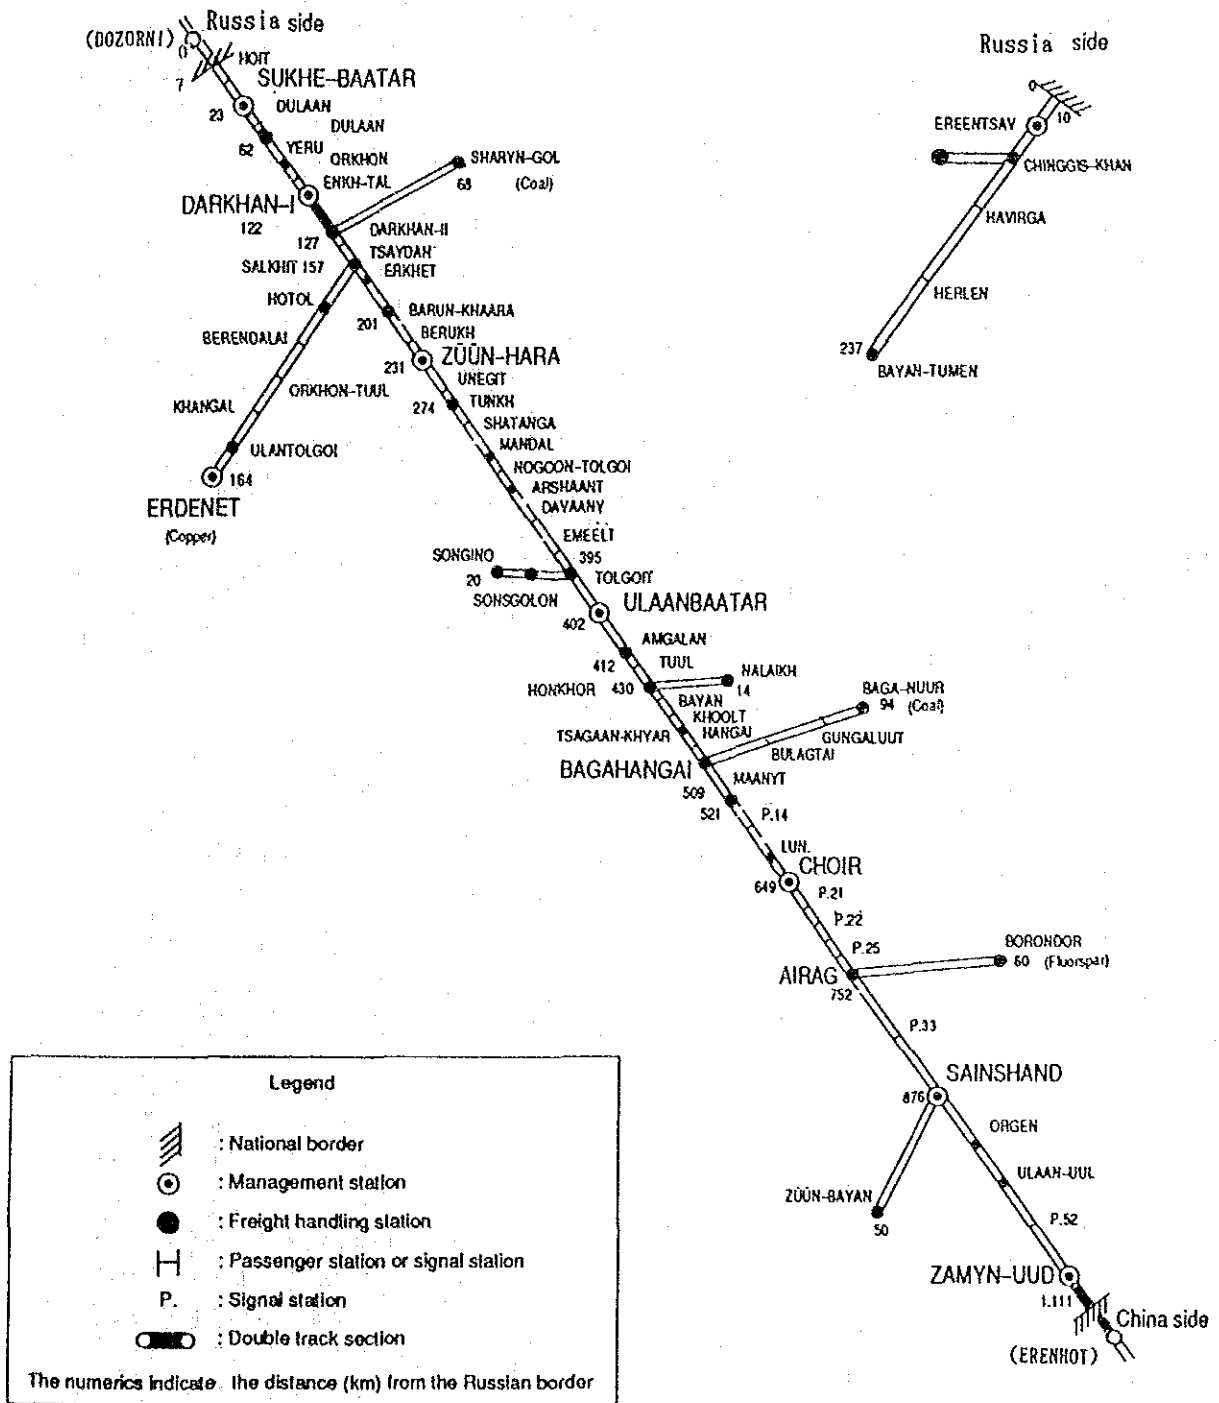 Russia side
(DOZORNI)
0
HOIT
7
SUKHE-BAATAR
23
DULAAN
DULAAN
62
YERU
ORKHON
ENKH-TAL
SHARYN-GOL
68
(Coal)
DARKHAN-I
122
127
DARKHAN-II
TSAYDAH
SALKHIT 157
ERKHET
HOTOL
201
BARUN-KHAARA
BERENDALAI
BERUKH
231
ZÜÜN-HARA
ORKHON-TUUL
UNEGIT
KHANGAL
274
TUNKH
SHATANGA
MANDAL
ULANTOLGOI
NOGOON-TOLGOI
164
ARSHAANT
ERDENET
DAVAANY
(Copper)
EMEELT
SONGINO
395
20
TOLGOIT
SONSGOLON
ULAANBAATAR
402
AMGALAN
412
TUUL
NALAIKH
HONKHOR
430
14
BAYAN
BAGA-NUUR
94
(Coal)
KHOOLT
TSAGAAN-KHYAR
HANGAI
GUNGALUUT
BULAGTAI
BAGAHANGAI
MAANYT
509
521
P.14
LUN.
CHOIR
649
P.21
P.22
P.25
BORONDOR
60
(Fluorspar)
AIRAG
752
P.33
SAINSHAND
876
ORGEN
ULAAN-UUL
ZÜÜN-BAYAN
50
P.52
ZAMYN-UUD
1.111
China side
(ERENHOT)
Russia side
0
10
EREENTSAV
CHINGGIS-KHAN
HAVIRGA
HERLEN
237
BAYAN-TUMEN
Legend
: National border
: Management station
: Freight handling station
: Passenger station or signal station
P. : Signal station
: Double track section
The numerics indicate the distance (km) from the Russian border